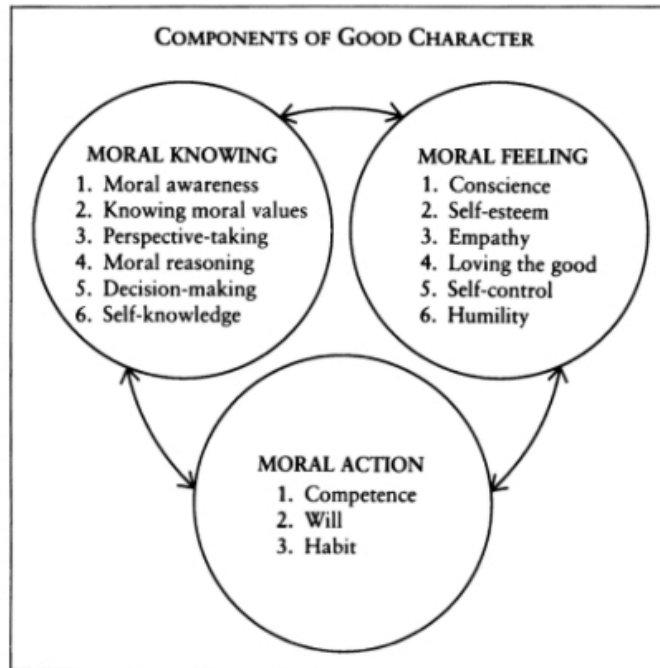 COMPONENTS OF GOOD CHARACTER
MORAL KNOWING
1. Moral awareness
2. Knowing moral values
3. Perspective-taking
4. Moral reasoning
5. Decision-making
6. Self-knowledge
MORAL FEELING
1. Conscience
2. Self-esteem
3. Empathy
4. Loving the good
5. Self-control
6. Humility
MORAL ACTION
1. Competence
2. Will
3. Habit